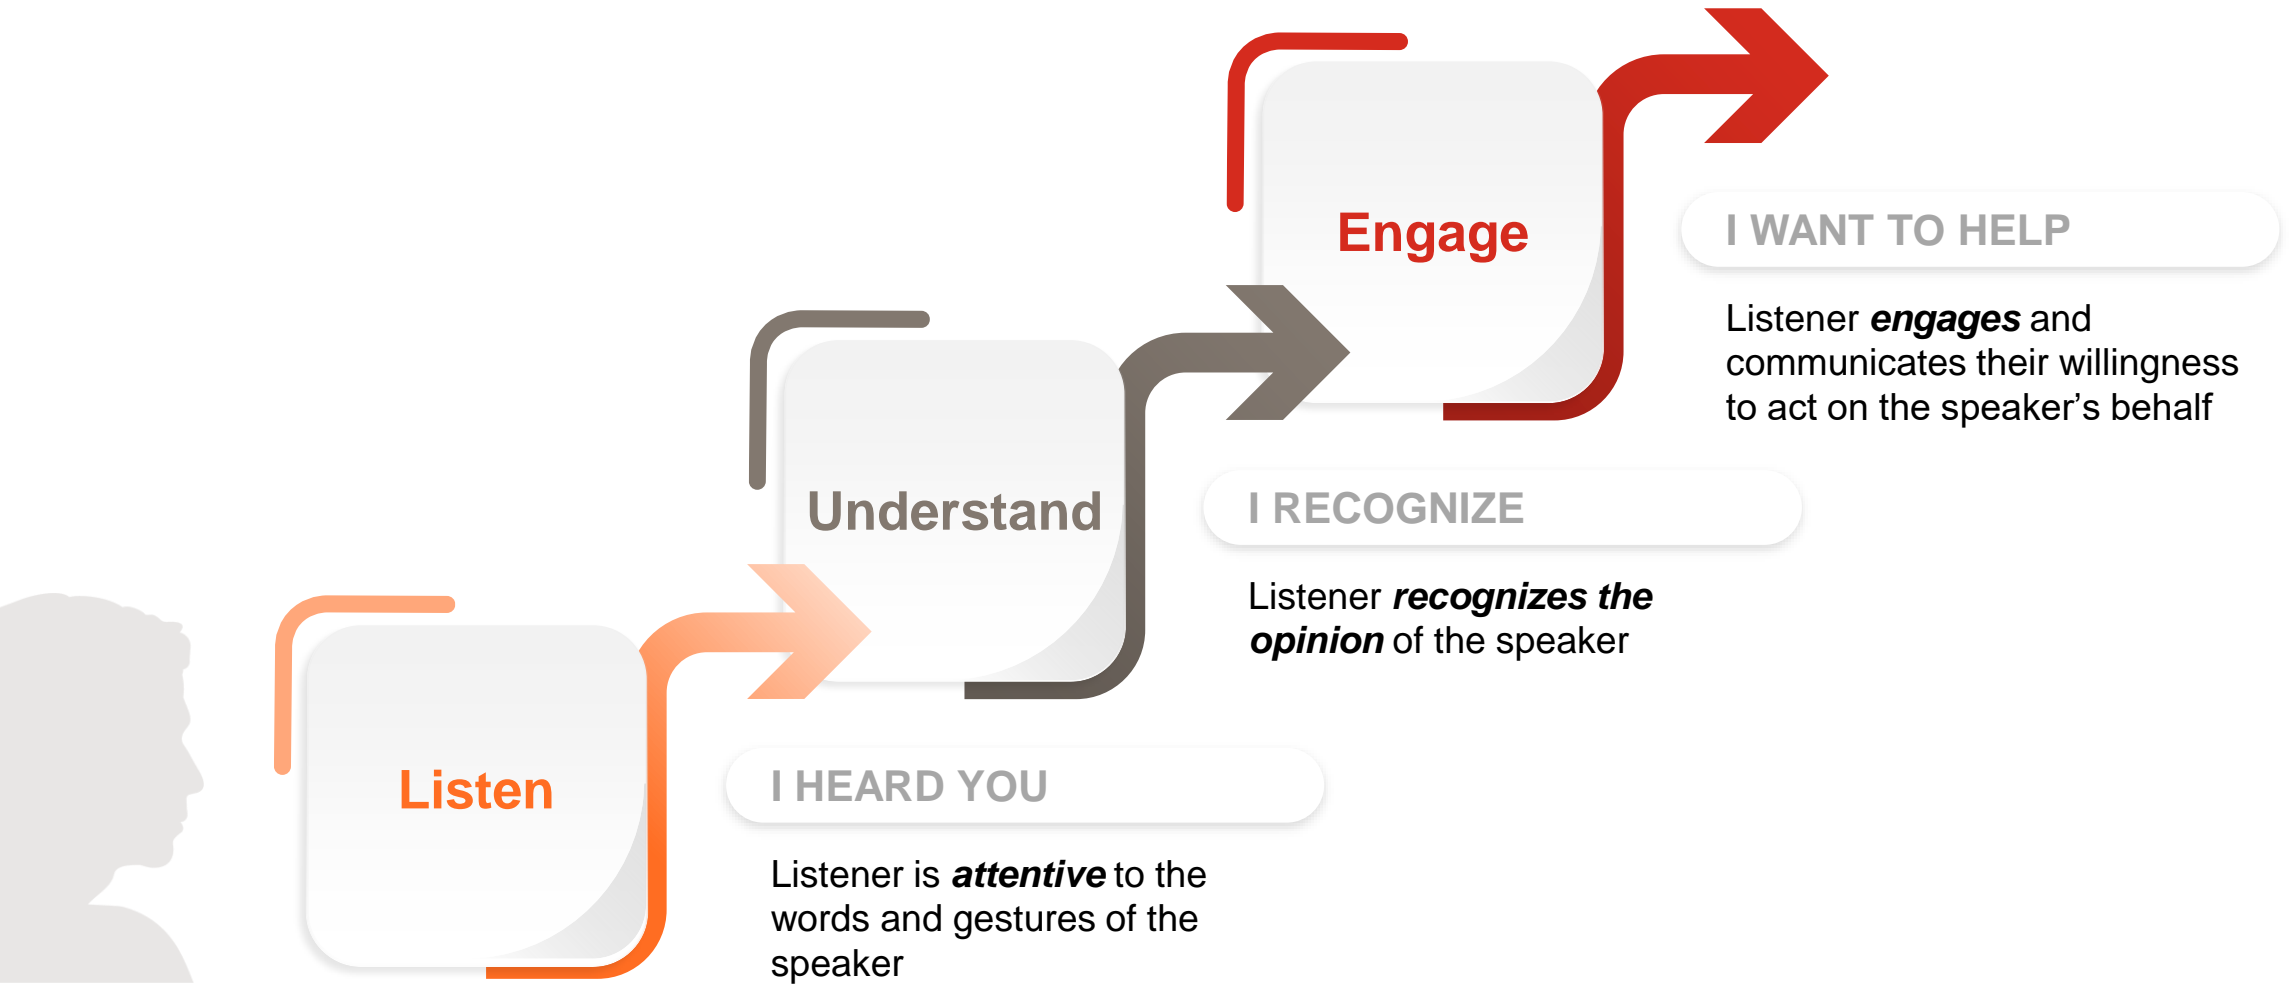 Engage
I WANT TO HELP
Listener engages and
communicates their willingness
to act on the speaker’s behalf
Understand
I RECOGNIZE
Listener recognizes the
opinion of the speaker
Listen
I HEARD YOU
Listener is attentive to the
words and gestures of the
speaker